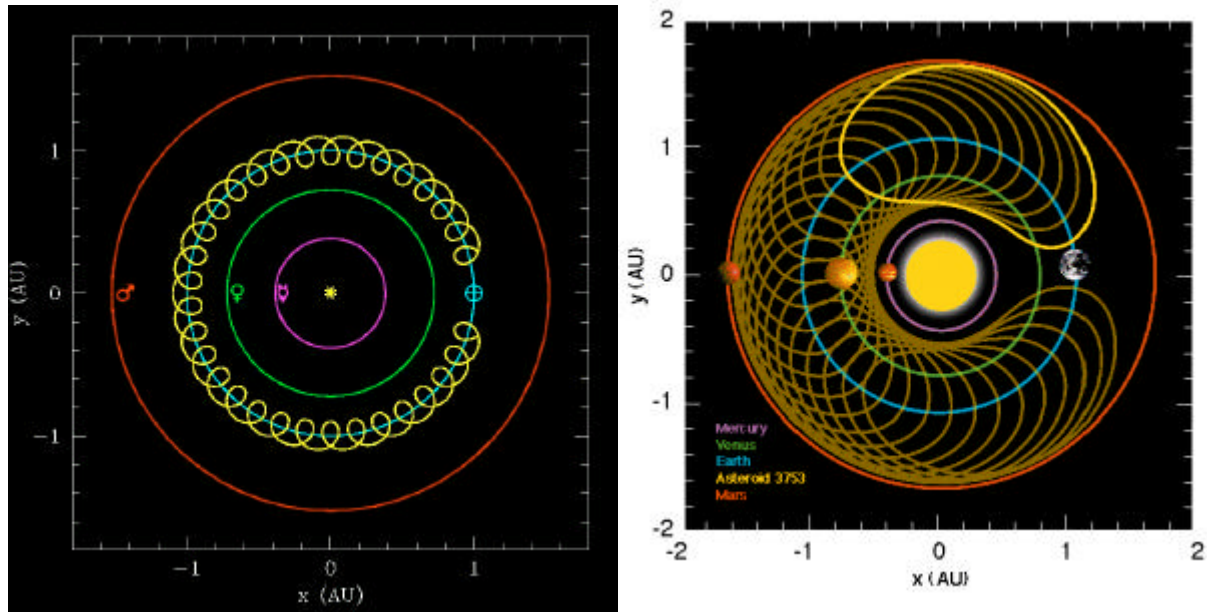 1
0
−1
y (AU)
−1
0
1
x (AU)
♂
♀
☿
⊕
2
1
0
-1
-2
y (AU)
Mercury
Venus
Earth
Asteroid 3753
Mars
-2
-1
0
1
2
x (AU)